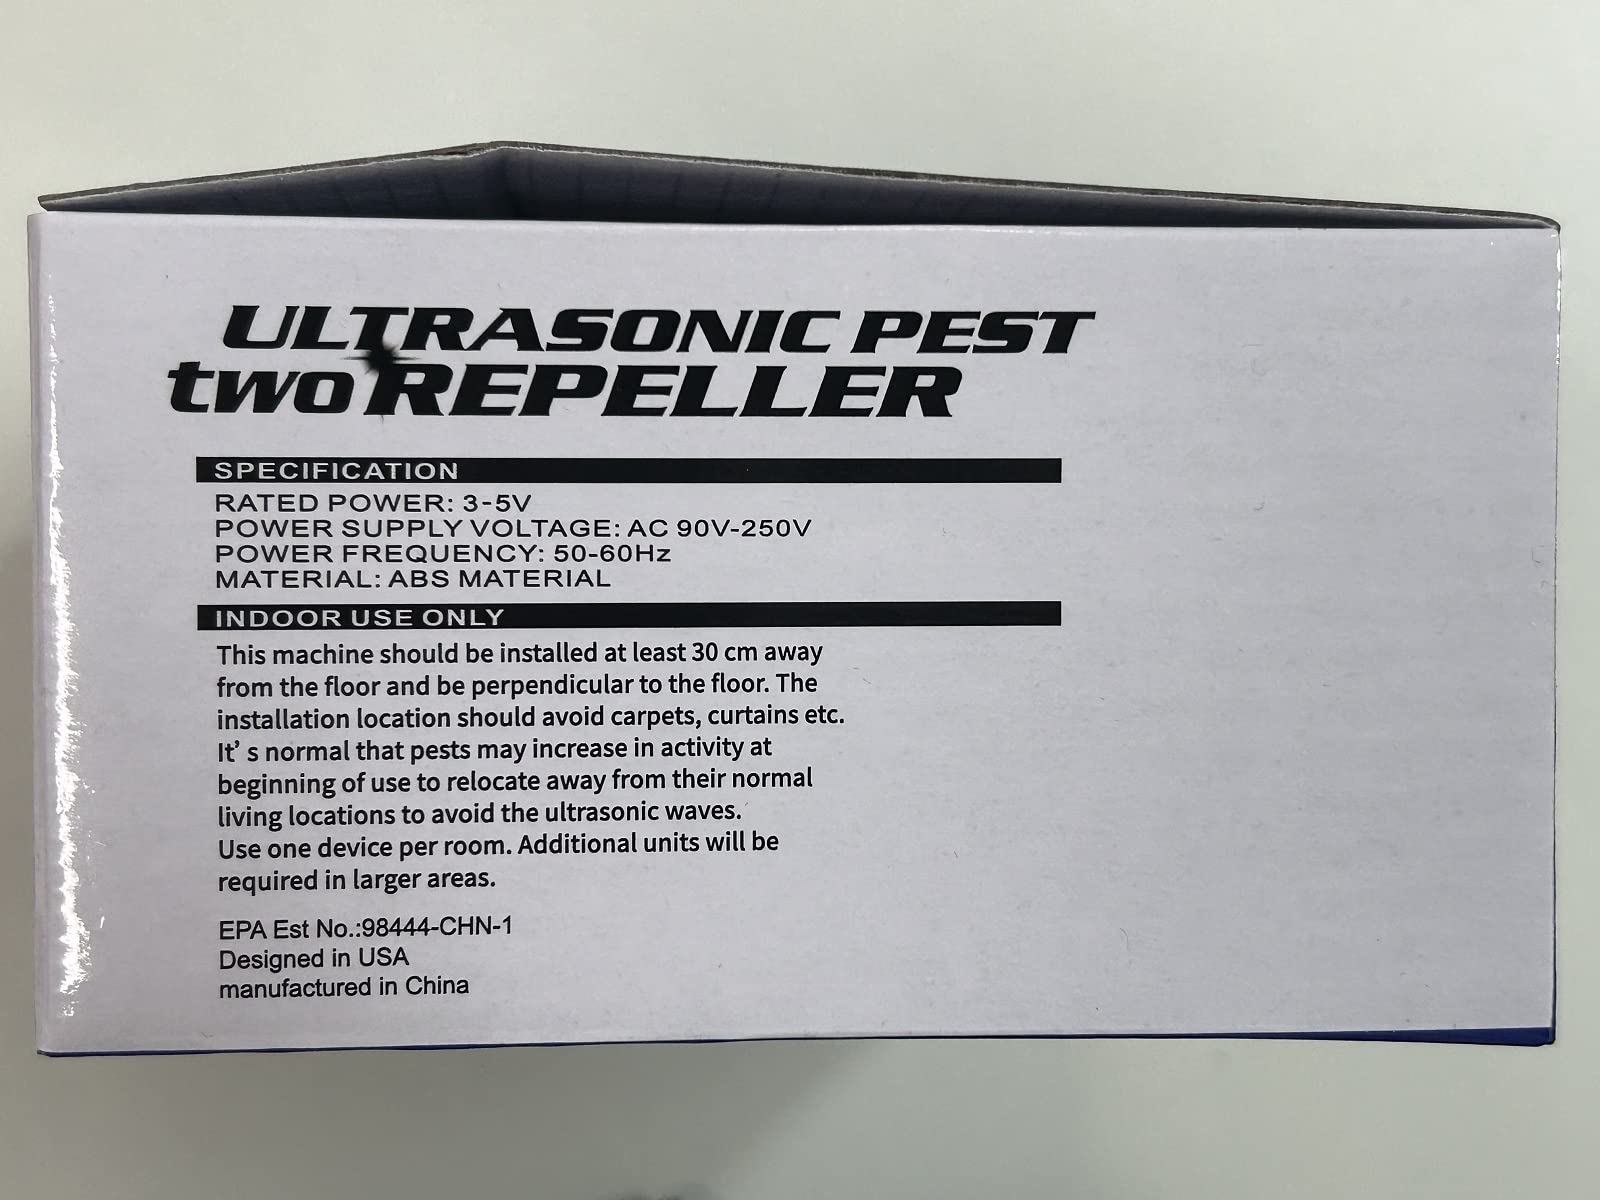 ULTRASONIC PEST
two REPELLER
SPECIFICATION
RATED POWER: 3-5V
POWER SUPPLY VOLTAGE: AC 90V-250V
POWER FREQUENCY: 50-60Hz
MATERIAL: ABS MATERIAL
INDOOR USE ONLY
This machine should be installed at least 30 cm away
from the floor and be perpendicular to the floor. The
installation location should avoid carpets, curtains etc.
It’ s normal that pests may increase in activity at
beginning of use to relocate away from their normal
living locations to avoid the ultrasonic waves.
Use one device per room. Additional units will be
required in larger areas.
EPA Est No.:98444-CHN-1
Designed in USA
manufactured in China